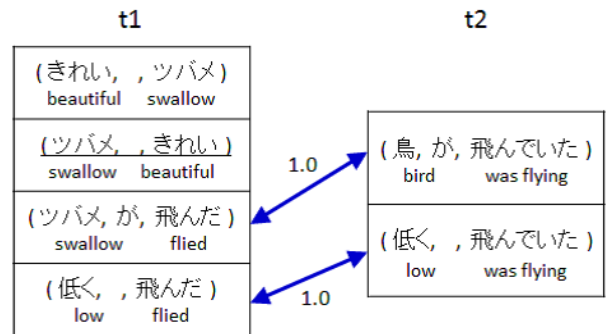 t1
t2
(きれい, , ツバメ)
beautiful swallow
(ツバメ, , きれい)
swallow beautiful
(ツバメ, が, 飛んだ)
swallow flied
(低く, , 飛んだ)
low flied
1.0
1.0
(鳥, が, 飛んでいた)
bird was flying
(低く, , 飛んでいた)
low was flying